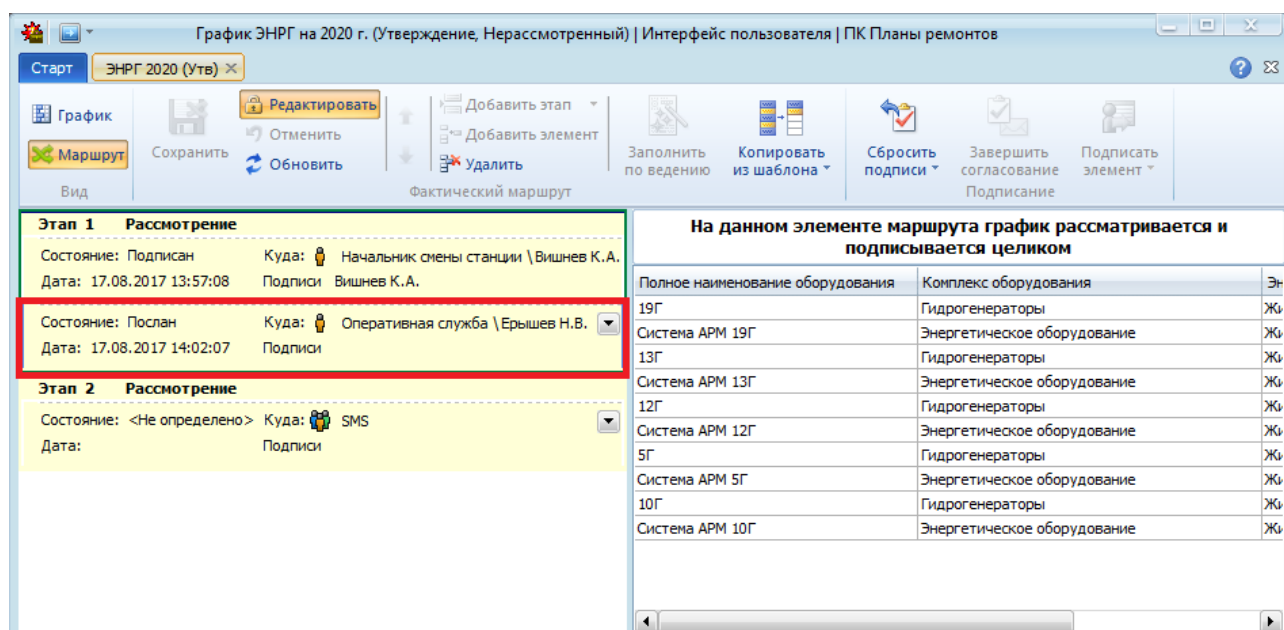 График ЭНРГ на 2020 г. (Утверждение, Нерассмотренный) | Интерфейс пользователя | ПК Планы ремонтов
Старт ЭНРГ 2020 (Утв)
График
Маршрут
Вид
Сохранить
Редактировать
Отменить
Обновить
Добавить этап
Добавить элемент
Удалить
Фактический маршрут
Заполнить
по ведению
Копировать
из шаблона
Сбросить
подписи
Завершить
согласование
Подписать
элемент
Подписание
Этап 1 Рассмотрение
Состояние: Подписан Куда: Начальник смены станции \ Вишнев К.А.
Дата: 17.08.2017 13:57:08 Подписи Вишнев К.А.
Состояние: Послан Куда: Оперативная служба \ Ерышев Н.В.
Дата: 17.08.2017 14:02:07 Подписи
Этап 2 Рассмотрение
Состояние: <Не определено> Куда: SMS
Дата: Подписи
На данном элементе маршрута график рассматривается и
подписывается целиком
Полное наименование оборудования Комплекс оборудования Эн
19Г Гидрогенераторы
Система АРМ 19Г Энергетическое оборудование
13Г Гидрогенераторы
Система АРМ 13Г Энергетическое оборудование
12Г Гидрогенераторы
Система АРМ 12Г Энергетическое оборудование
5Г Гидрогенераторы
Система АРМ 5Г Энергетическое оборудование
10Г Гидрогенераторы
Система АРМ 10Г Энергетическое оборудование